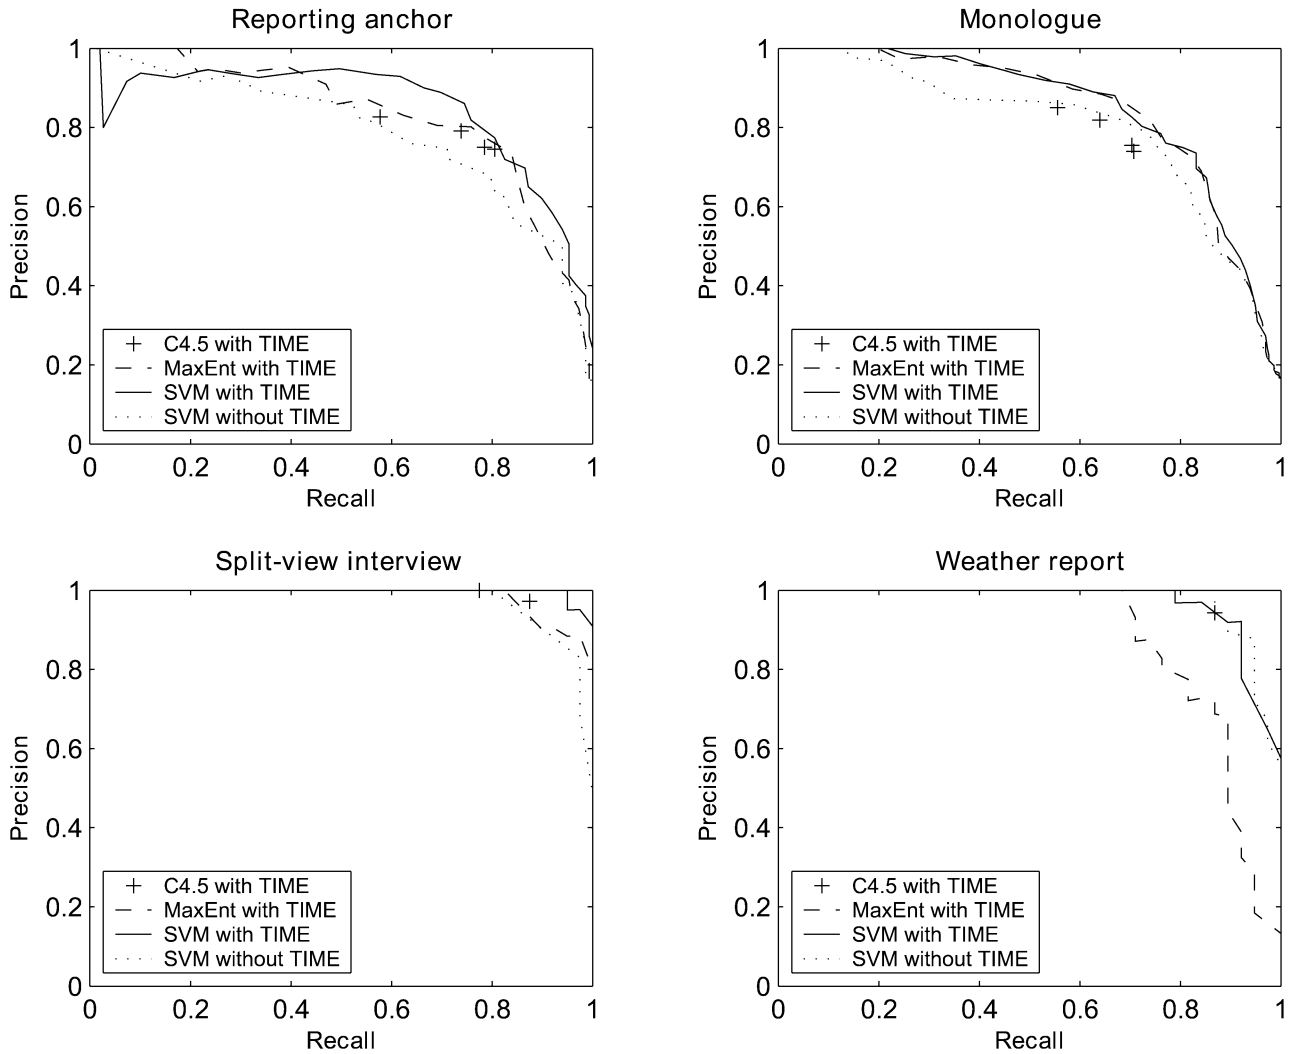 Reporting anchor
Precision
1
0.8
0.6
0.4
0.2
0
C4.5 with TIME
MaxEnt with TIME
SVM with TIME
SVM without TIME
0 0.2 0.4 0.6 0.8 1
Recall
Monologue
Precision
1
0.8
0.6
0.4
0.2
0
C4.5 with TIME
MaxEnt with TIME
SVM with TIME
SVM without TIME
0 0.2 0.4 0.6 0.8 1
Recall
Split-view interview
Precision
1
0.8
0.6
0.4
0.2
0
C4.5 with TIME
MaxEnt with TIME
SVM with TIME
SVM without TIME
0 0.2 0.4 0.6 0.8 1
Recall
Weather report
Precision
1
0.8
0.6
0.4
0.2
0
C4.5 with TIME
MaxEnt with TIME
SVM with TIME
SVM without TIME
0 0.2 0.4 0.6 0.8 1
Recall